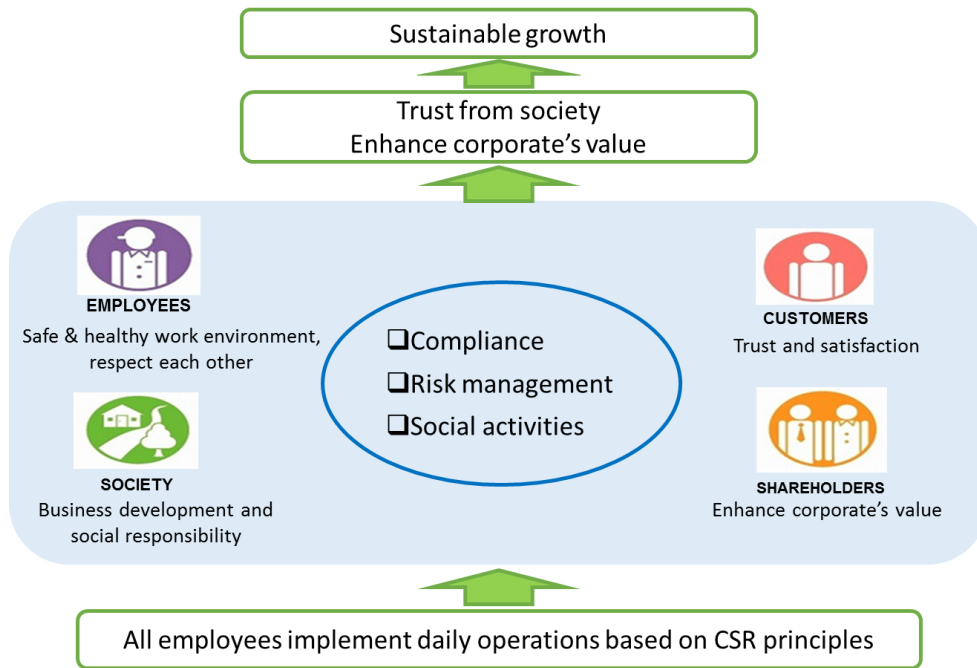 Sustainable growth
Trust from society
Enhance corporate’s value
EMPLOYEES
Safe & healthy work environment,
respect each other
SOCIETY
Business development and
social responsibility
❑Compliance
❑Risk management
❑Social activities
CUSTOMERS
Trust and satisfaction
SHAREHOLDERS
Enhance corporate’s value
All employees implement daily operations based on CSR principles